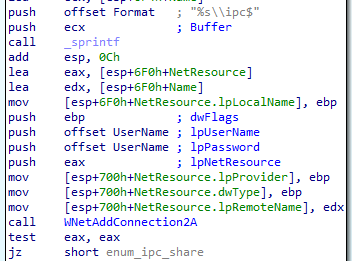 push offset Format ; "%s\\ipc$"
push ecx ; Buffer
call _sprintf
add esp, 0Ch
lea eax, [esp+6F0h+NetResource]
lea edx, [esp+6F0h+Name]
mov [esp+6F0h+NetResource.lpLocalName], ebp
push ebp ; dwFlags
push offset UserName ; lpUserName
push offset UserName ; lpPassword
push eax ; lpNetResource
mov [esp+700h+NetResource.lpProvider], ebp
mov [esp+700h+NetResource.dwType], ebp
mov [esp+700h+NetResource.lpRemoteName], edx
call WNetAddConnection2A
test eax, eax
jz short enum_ipc_share